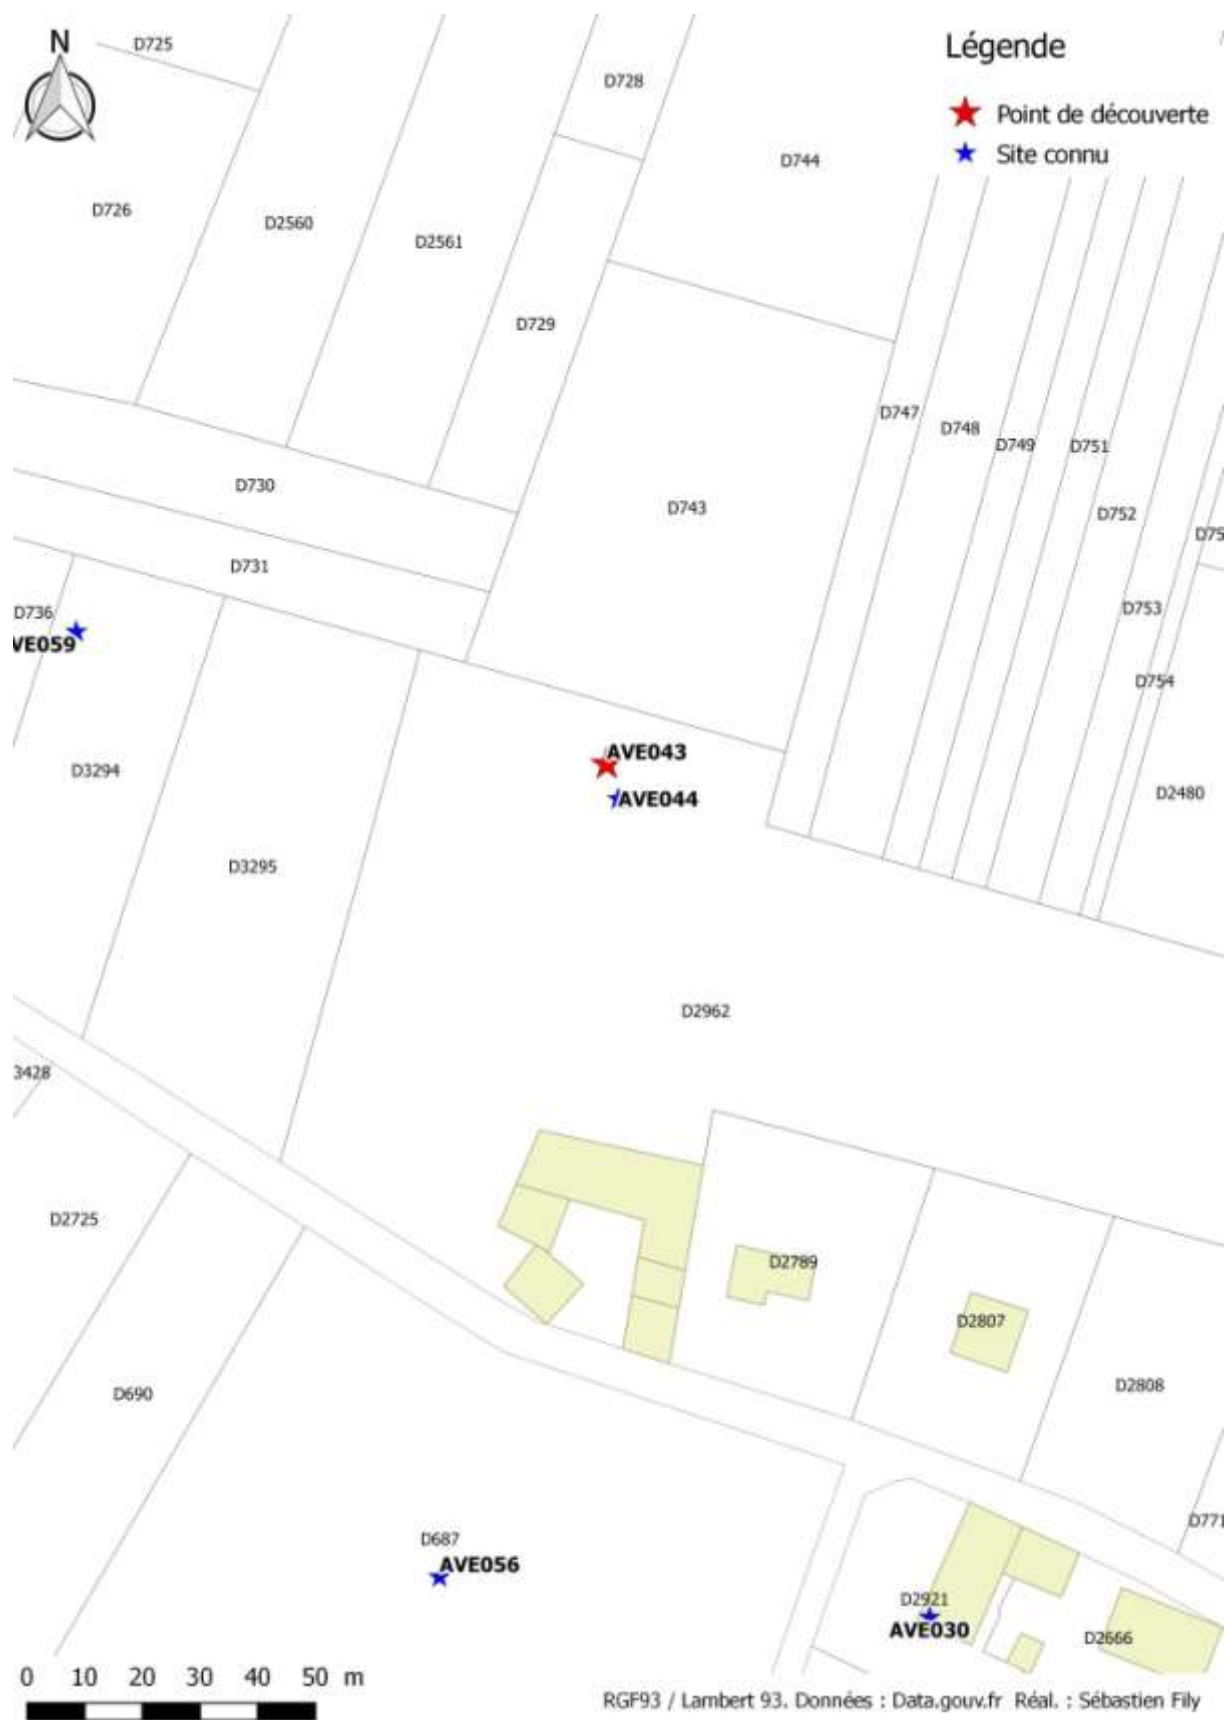 N
Légende
Point de découverte
Site connu
D725
D728
D744
D726
D2560
D2561
D729
D747
D748
D749
D751
D730
D743
D752
D75
D731
D736
VE059
D753
D754
AVE043
D3294
AVE044
D2480
D3295
D2962
3428
D2725
D2789
D2807
D2808
D690
D771
D687
AVE056
D2921
AVE030
D2666
0 10 20 30 40 50 m
RGF93 / Lambert 93. Données : Data.gouv.fr Réal. : Sébastien Fily